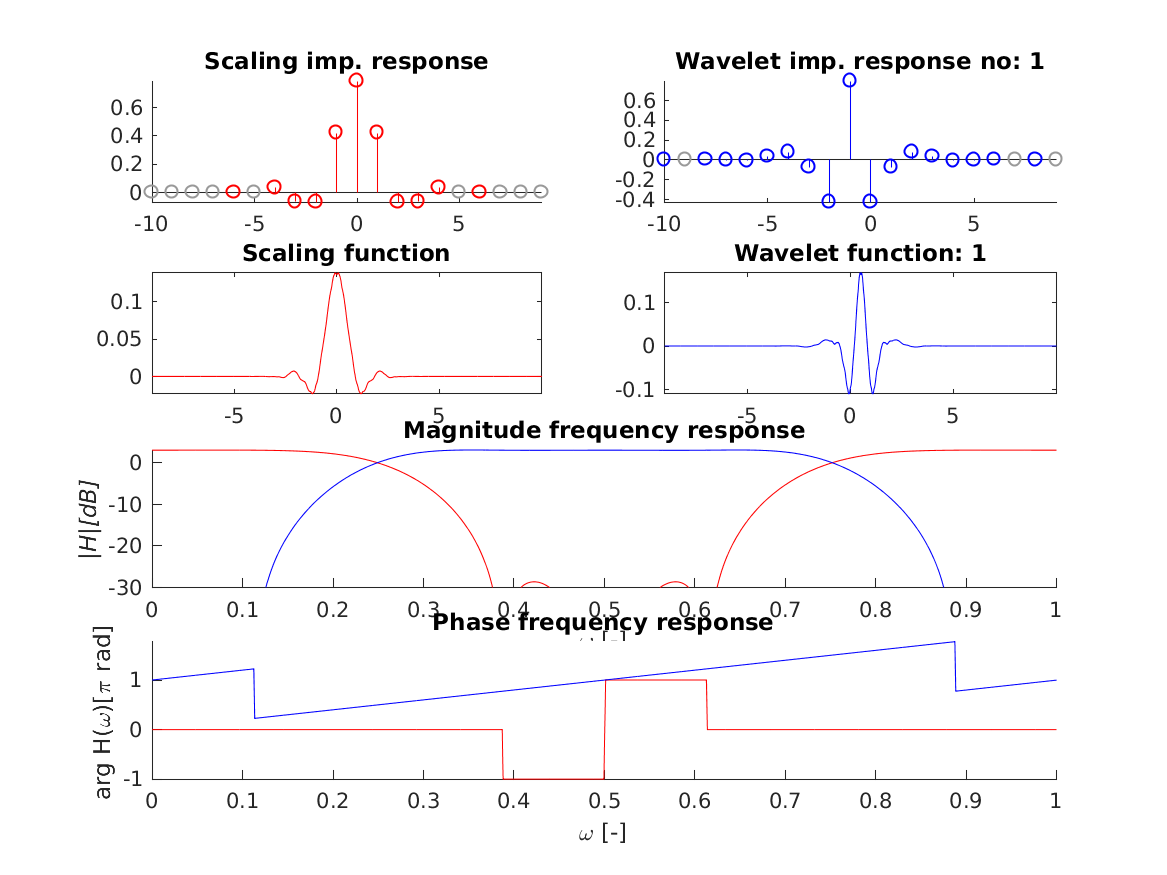 Scaling imp. response
0.6
0.4
0.2
0
-10 -5 0 5
Wavelet imp. response no: 1
0.6
0.4
0.2
0
-0.2
-0.4
-10 -5 0 5
Scaling function
0.1
0.05
0
-5 0 5
Wavelet function: 1
0.1
0
-0.1
-5 0 5
Magnitude frequency response
|H|[dB]
0
-10
-20
-30
0 0.1 0.2 0.3 0.4 0.5 0.6 0.7 0.8 0.9 1
ω [-]
Phase frequency response
arg H(ω)[π rad]
1
0
-1
0 0.1 0.2 0.3 0.4 0.5 0.6 0.7 0.8 0.9 1
ω [-]